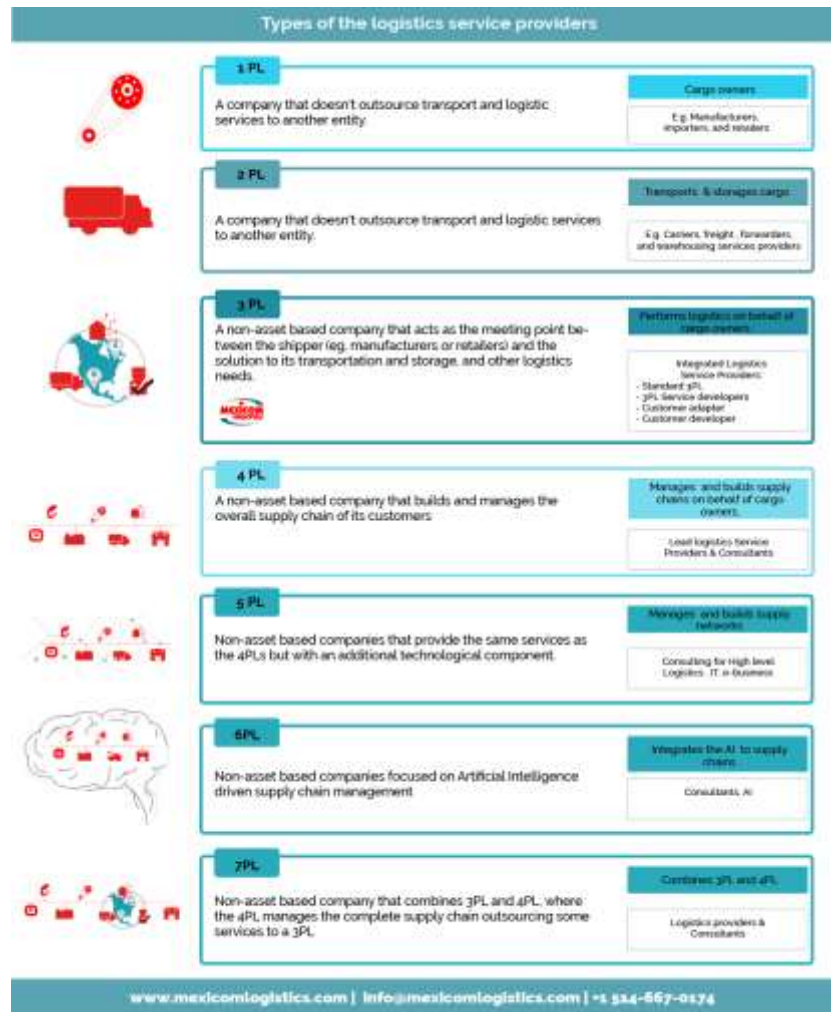 Types of the logistics service providers
1 PL
A company that doesn't outsource transport and logistic
services to another entity.
Cargo owners
E.g. Manufacturers,
importers, and retailers
2 PL
A company that doesn't outsource transport and logistic services
to another entity.
Transports & storages cargo
E.g. Carriers, freight , forwarders,
and warehousing services providers
3 PL
A non-asset based company that acts as the meeting point be-
tween the shipper (eg. manufacturers or retailers) and the
solution to its transportation and storage, and other logistics
needs.
MEXICOM
Performs logistics on behalf of
cargo owners
Integrated Logistics
Service Providers:
- Standard 3PL
- 3PL Service developers
- Customer adapter
- Customer developer
4 PL
A non-asset based company that builds and manages the
overall supply chain of its customers
Manages and builds supply
chains on behalf of cargo
owners.
Lead logistics Service
Providers & Consultants
5 PL
Non-asset based companies that provide the same services as
the 4PLs but with an additional technological component
Manages and builds supply
networks
Consulting for High level
Logistics IT, e-business
6PL
Non-asset based companies focused on Artificial Intelligence
driven supply chain management
Integrates the AI to supply
chains
Consultants, AI
7PL
Non-asset based company that combines 3PL and 4PL, where
the 4PL manages the complete supply chain outsourcing some
services to a 3PL
Combines 3PL and 4PL
Logistics providers &
Consultants
www.mexicomlogistics.com | info@mexicomlogistics.com | +1 514-667-0174